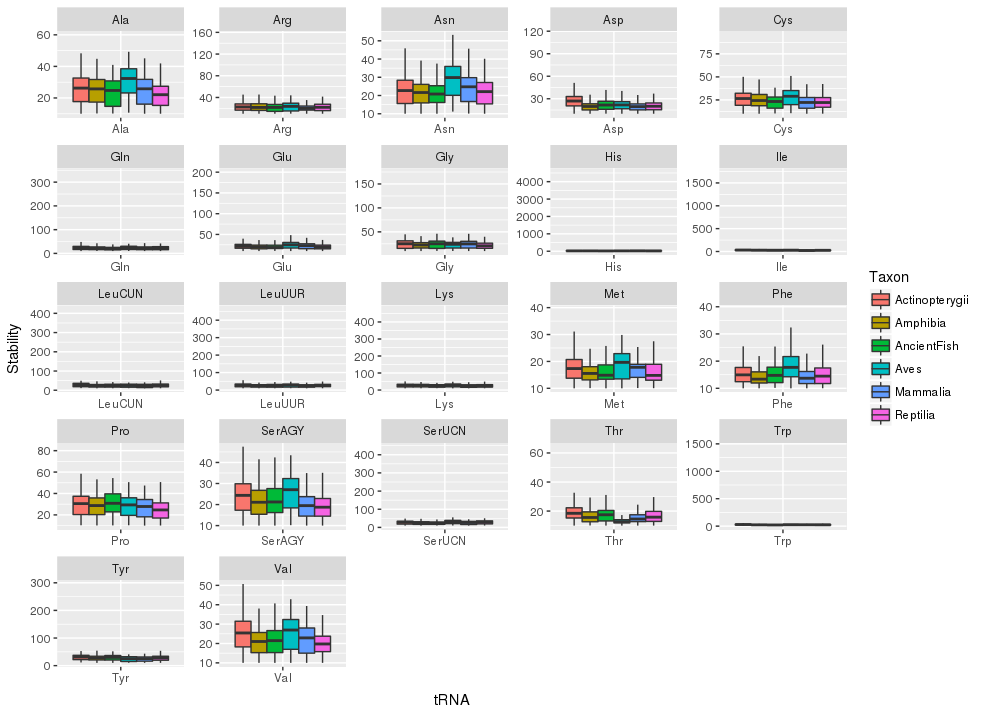 Ala Arg Asn Asp Cys
60 40 20
160 120 80 40
50 40 30 20 10
120 90 60 30
75 50 25
Ala Arg Asn Asp Cys
Gln Glu Gly His Ile
300 200 100 0
200 150 100 50
150 100 50
4000 3000 2000 1000 0
1500 1000 500 0
Gln Glu Gly His Ile
Taxon
Actinopterygii
Amphibia
AncientFish
Aves
Mammalia
Reptilia
Stability
LeuCUN LeuUUR Lys Met Phe
400 300 200 100 0
400 300 200 100 0
400 300 200 100 0
40 30 20 10
40 30 20 10
LeuCUN LeuUUR Lys Met Phe
Pro SerAGY SerUCN Thr Trp
80 60 40 20
40 30 20 10
400 300 200 100 0
60 40 20
1500 1000 500 0
Pro SerAGY SerUCN Thr Trp
Tyr Val
300 200 100 0
50 40 30 20 10
Tyr Val
tRNA